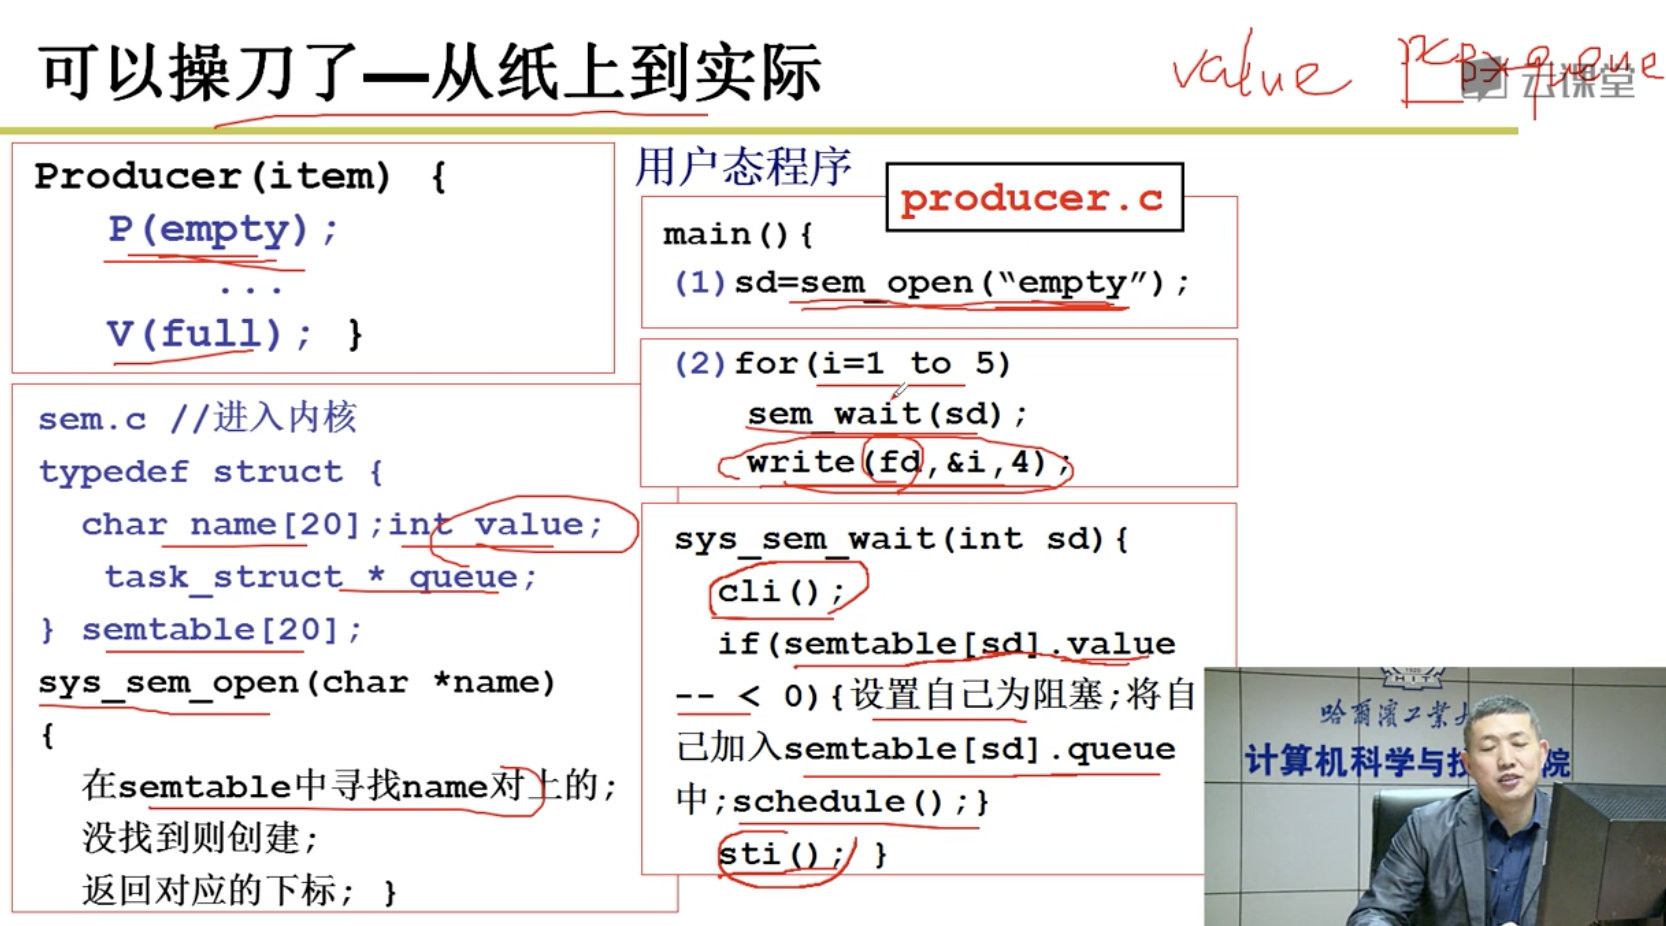 可以操刀了—从纸上到实际
value PCB *queue
云课堂
Producer(item) {
P(empty);
...
V(full); }
sem.c //进入内核
typedef struct {
char name[20];int value;
task_struct * queue;
} semtable[20];
sys_sem_open(char *name)
{
在semtable中寻找name对上的;
没找到则创建;
返回对应的下标; }
用户态程序
producer.c
main(){
(1)sd=sem_open(“empty”);
(2)for(i=1 to 5)
sem_wait(sd);
write(fd,&i,4);
sys_sem_wait(int sd){
cli();
if(semtable[sd].value
-- < 0){设置自己为阻塞;将自
己加入semtable[sd].queue
中;schedule();}
sti(); }
HIT
哈尔滨工业大
计算机科学与技 院